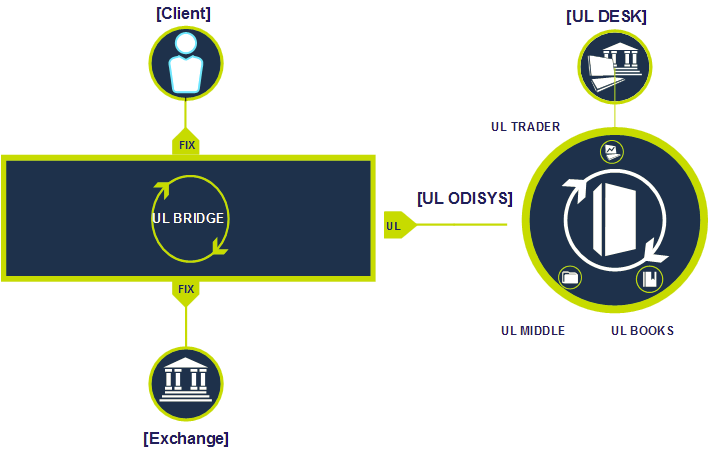 [Client]
[UL DESK]
UL TRADER
FIX
UL BRIDGE
[UL ODISYS]
UL
FIX
UL MIDDLE
UL BOOKS
[Exchange]